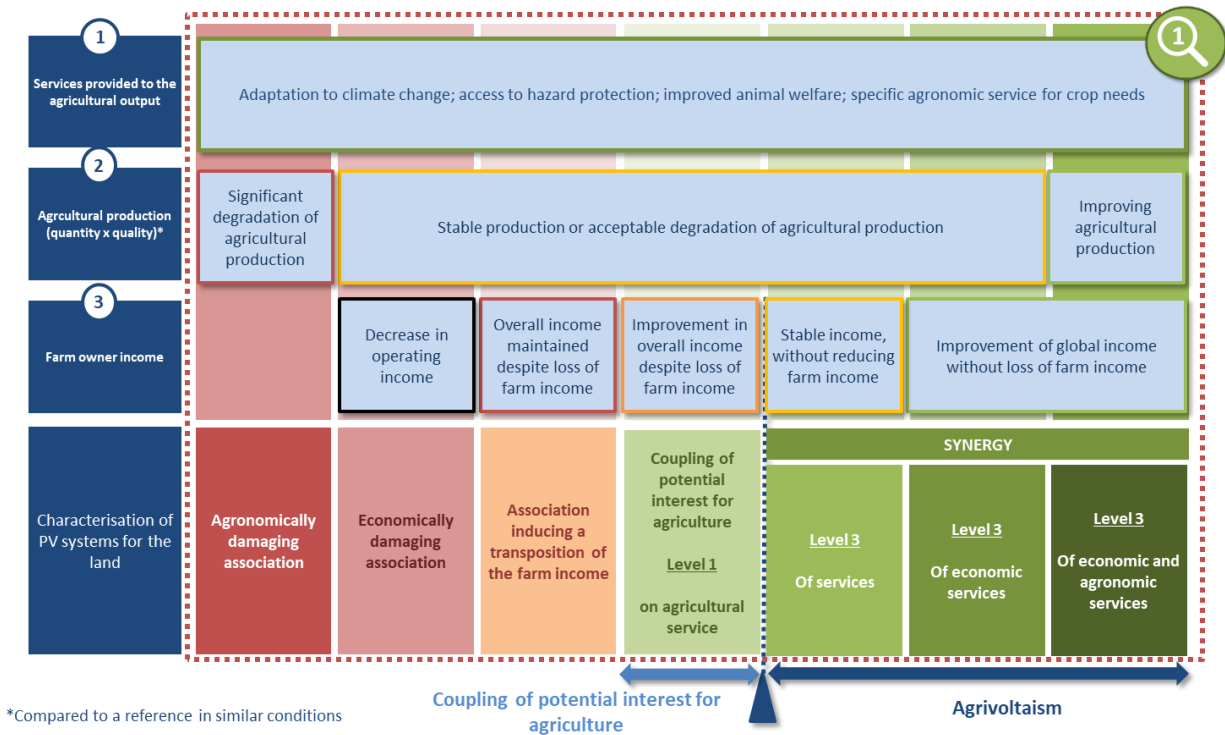 1
Services provided to the
agricultural output
Adaptation to climate change; access to hazard protection; improved animal welfare; specific agronomic service for crop needs
1
2
Agrcultural production
(quantity x quality)*
Significant
degradation of
agricultural
production
Stable production or acceptable degradation of agricultural production
Improving
agricultural
production
3
Farm owner income
Decrease in
operating
income
Overall income
maintained
despite loss of
farm income
Improvement in
overall income
despite loss of
farm income
Stable income,
without reducing
farm income
Improvement of global income
without loss of farm income
Characterisation of
PV systems for the
land
Agronomically
damaging
association
Economically
damaging
association
Association
inducing a
transposition of
the farm income
Coupling of
potential
interest for
agriculture
Level 1
on agricultural
service
SYNERGY
Level 3
Of services
Level 3
Of economic
services
Level 3
Of economic and
agronomic
services
Coupling of potential interest for
agriculture
Agrivoltaism
*Compared to a reference in similar conditions